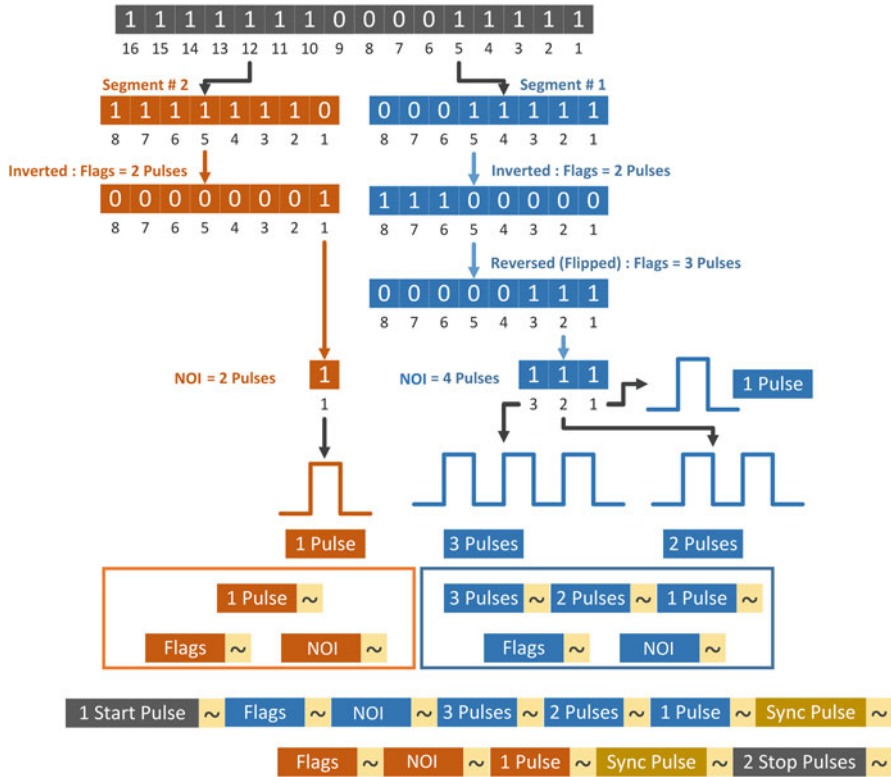 1 1 1 1 1 1 1 0 0 0 0 1 1 1 1 1
16 15 14 13 12 11 10 9 8 7 6 5 4 3 2 1
Segment # 2
Segment # 1
1 1 1 1 1 1 1 0
0 0 0 1 1 1 1 1
8 7 6 5 4 3 2 1
8 7 6 5 4 3 2 1
Inverted : Flags = 2 Pulses
Inverted : Flags = 2 Pulses
0 0 0 0 0 0 0 1
1 1 1 0 0 0 0 0
8 7 6 5 4 3 2 1
8 7 6 5 4 3 2 1
Reversed (Flipped) : Flags = 3 Pulses
0 0 0 0 0 1 1 1
8 7 6 5 4 3 2 1
NOI = 2 Pulses
1
1
NOI = 4 Pulses
1 1 1
3 2 1
1 Pulse
1 Pulse
3 Pulses
2 Pulses
1 Pulse ~
Flags ~ NOI ~
3 Pulses ~ 2 Pulses ~ 1 Pulse ~
Flags ~ NOI ~
1 Start Pulse ~ Flags ~ NOI ~ 3 Pulses ~ 2 Pulses ~ 1 Pulse ~ Sync Pulse ~
Flags ~ NOI ~ 1 Pulse ~ Sync Pulse ~ 2 Stop Pulses ~